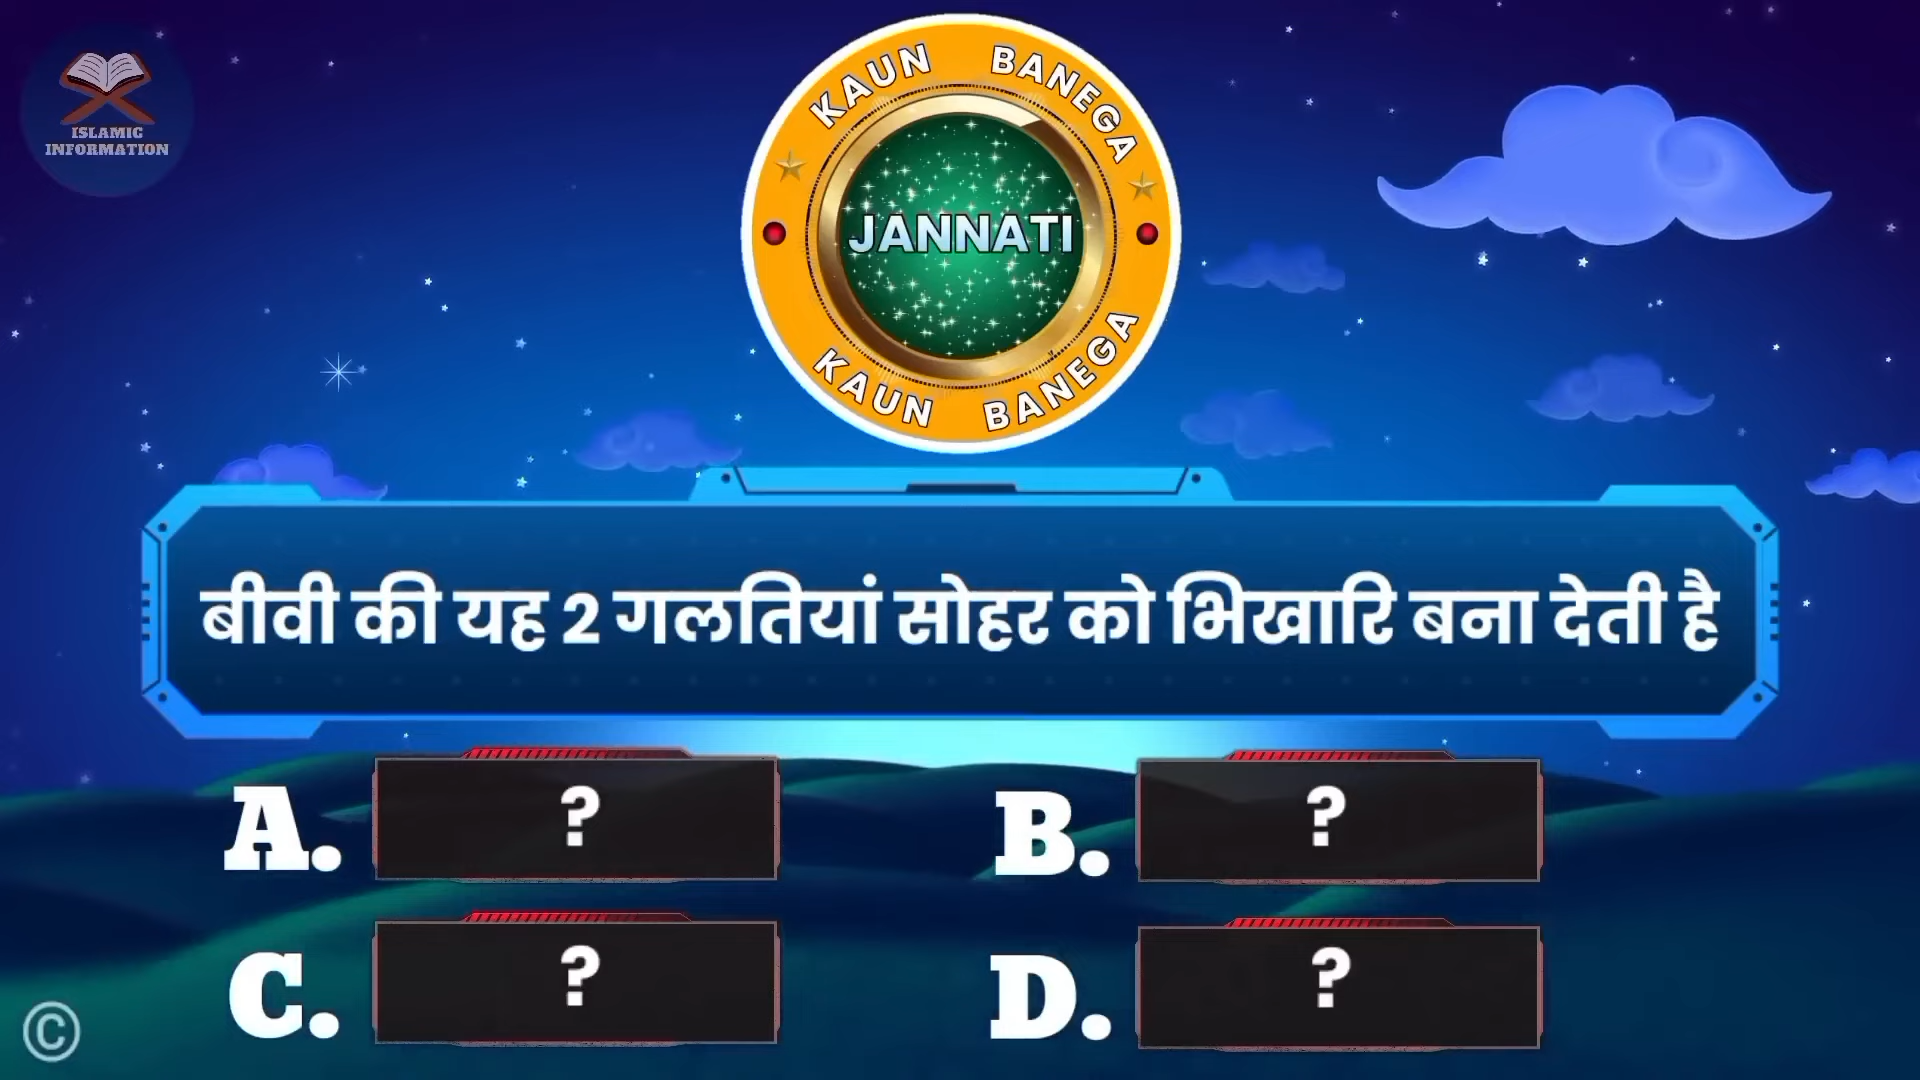 ISLAMIC
INFORMATION
KAUN BANEGA
JANNATI
KAUN BANEGA
बीवी की यह 2 गलतियां सोहर को भिखारि बना देती है
A. ?
B. ?
C. ?
D. ?
©